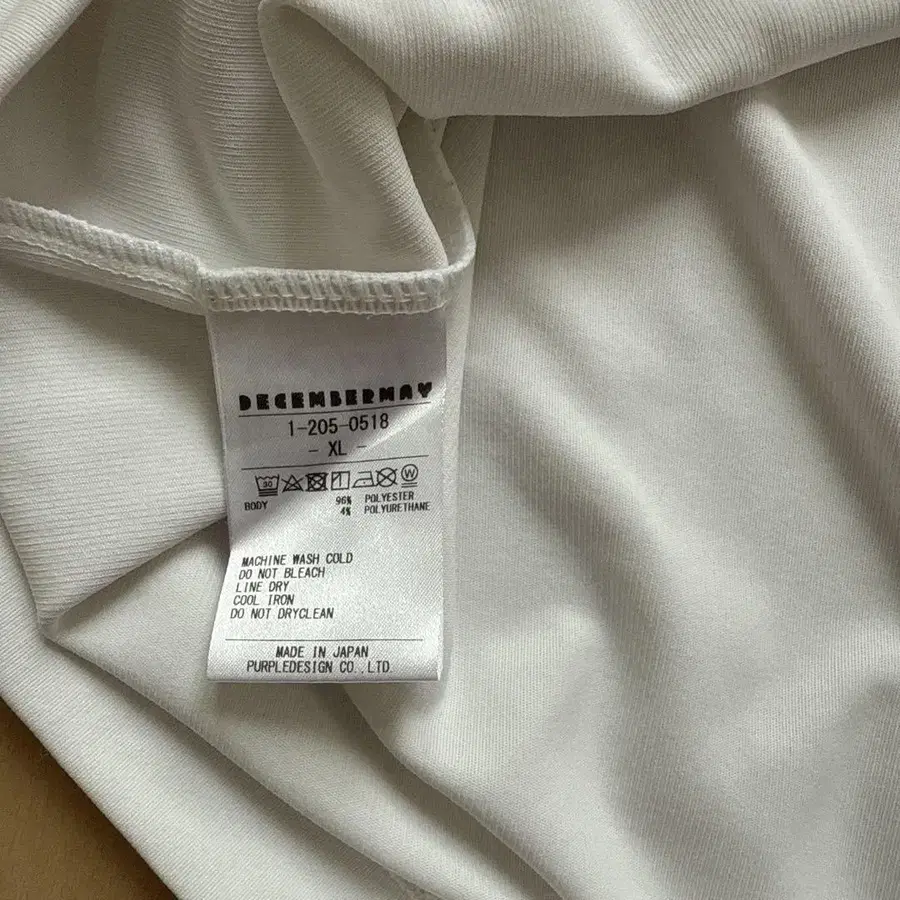 DECEMBERMAY
1-205-0518
- XL -
30 W
BODY 96% POLYESTER
4% POLYURETHANE
MACHINE WASH COLD
DO NOT BLEACH
LINE DRY
COOL IRON
DO NOT DRYCLEAN
MADE IN JAPAN
PURPLEDESIGN CO.,LTD.